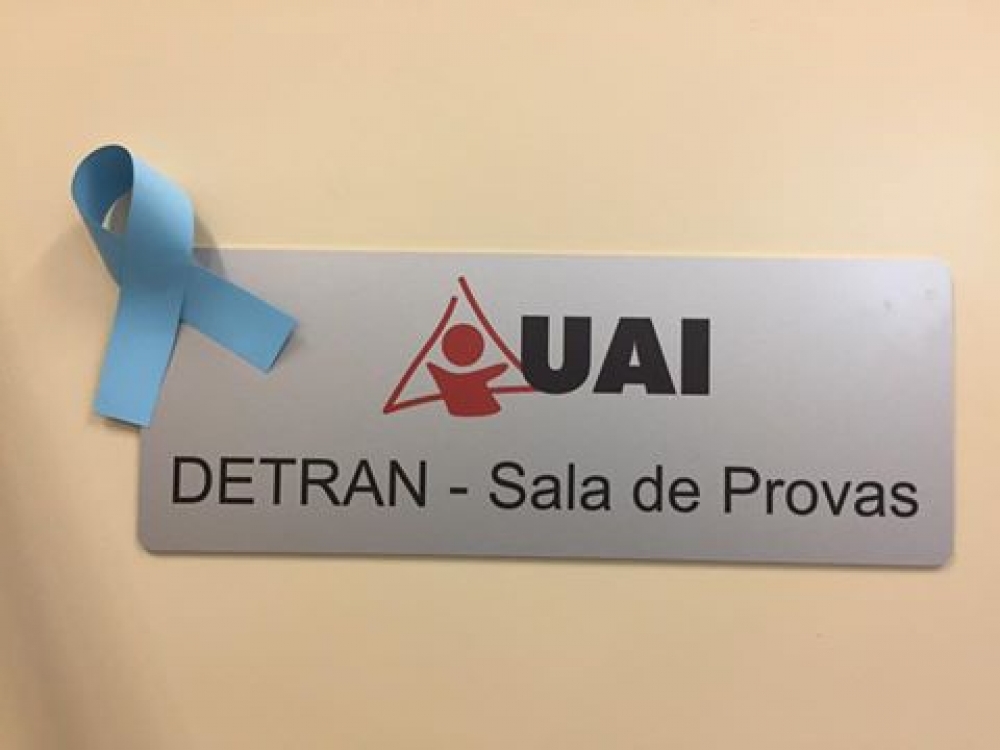 UAI
DETRAN - Sala de Provas